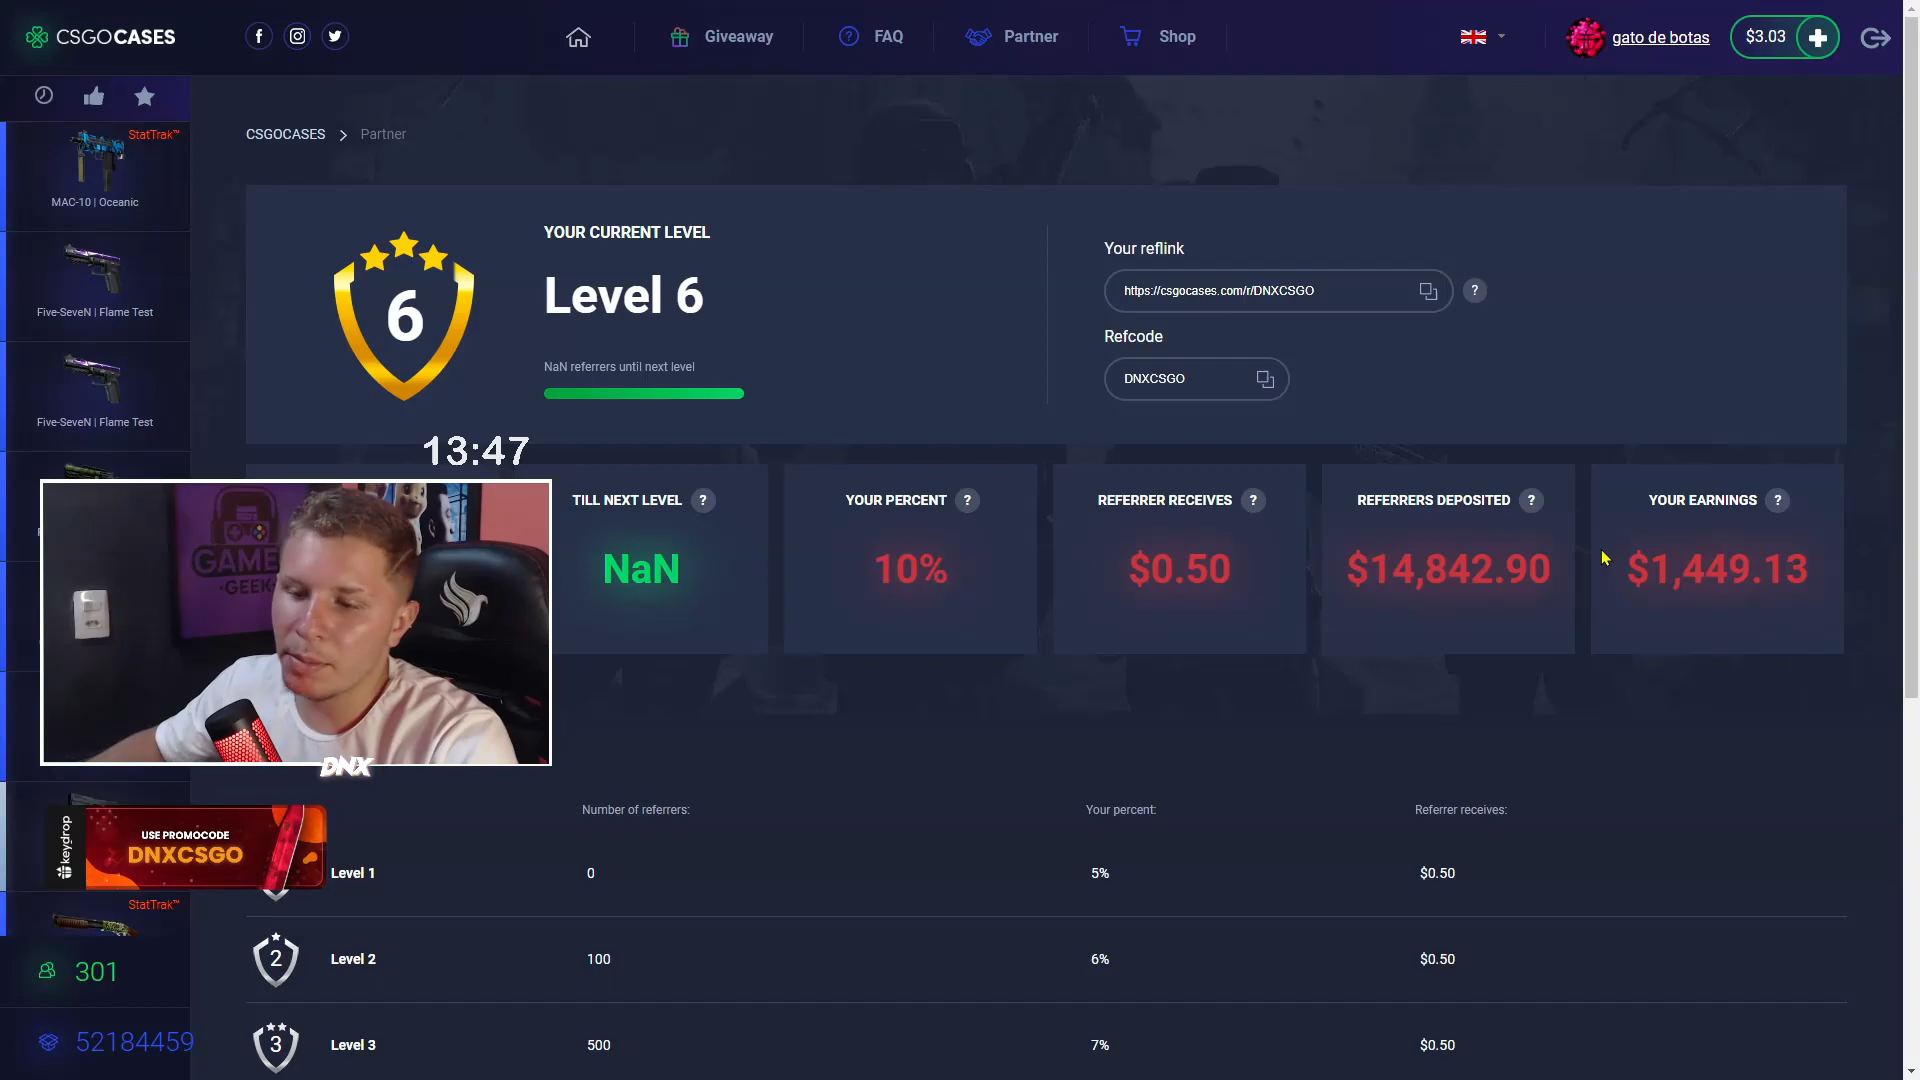 CSGOCASES
Giveaway
FAQ
Partner
Shop
gato de botas
$3.03
StatTrak™
MAC-10 | Oceanic
Five-SeveN | Flame Test
Five-SeveN | Flame Test
CSGOCASES > Partner
6
YOUR CURRENT LEVEL
Level 6
NaN referrers until next level
Your reflink
https://csgocases.com/r/DNXCSGO
?
Refcode
DNXCSGO
13:47
TILL NEXT LEVEL ?
NaN
YOUR PERCENT ?
10%
REFERRER RECEIVES ?
$0.50
REFERRERS DEPOSITED ?
$14,842.90
YOUR EARNINGS ?
$1,449.13
GAME
GEEK
DNX
keydrop
USE PROMOCODE
DNXCSGO
StatTrak™
301
52184459
Number of referrers:
Your percent:
Referrer receives:
Level 1
0
5%
$0.50
2
Level 2
100
6%
$0.50
3
Level 3
500
7%
$0.50